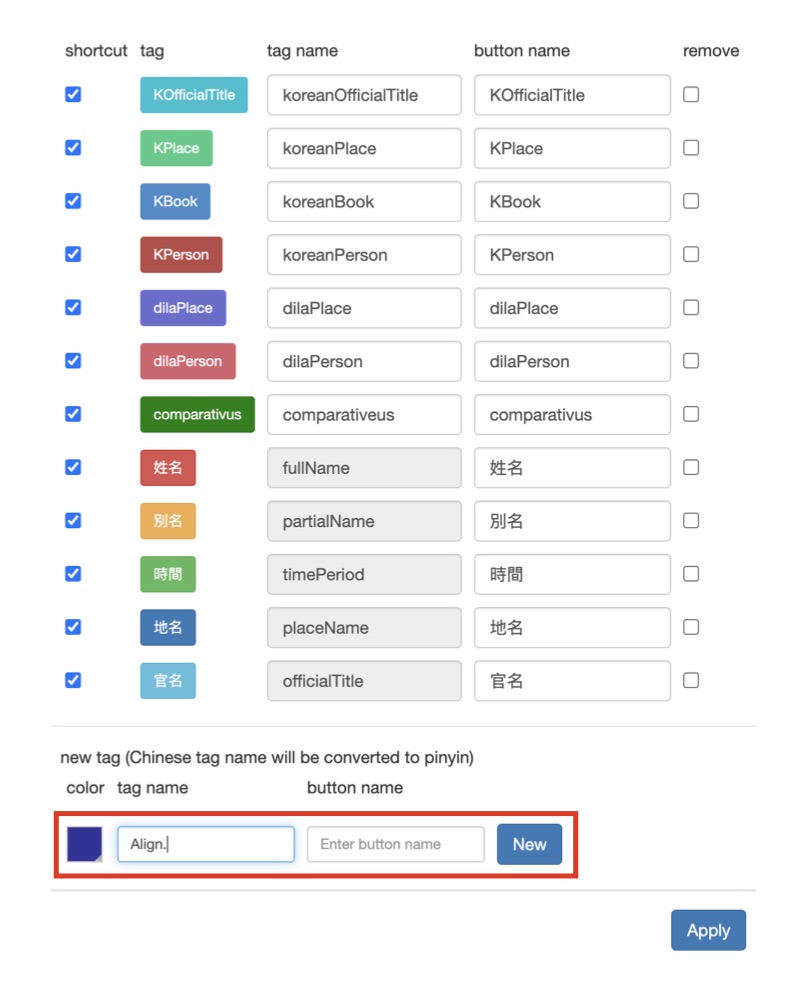 shortcut tag tag name button name remove
KOfficialTitle koreanOfficialTitle KOfficialTitle
KPlace koreanPlace KPlace
KBook koreanBook KBook
KPerson koreanPerson KPerson
dilaPlace dilaPlace dilaPlace
dilaPerson dilaPerson dilaPerson
comparativus comparativeus comparativus
姓名 fullName 姓名
別名 partialName 別名
時間 timePeriod 時間
地名 placeName 地名
官名 officialTitle 官名
new tag (Chinese tag name will be converted to pinyin)
color tag name button name
Align. Enter button name New
Apply